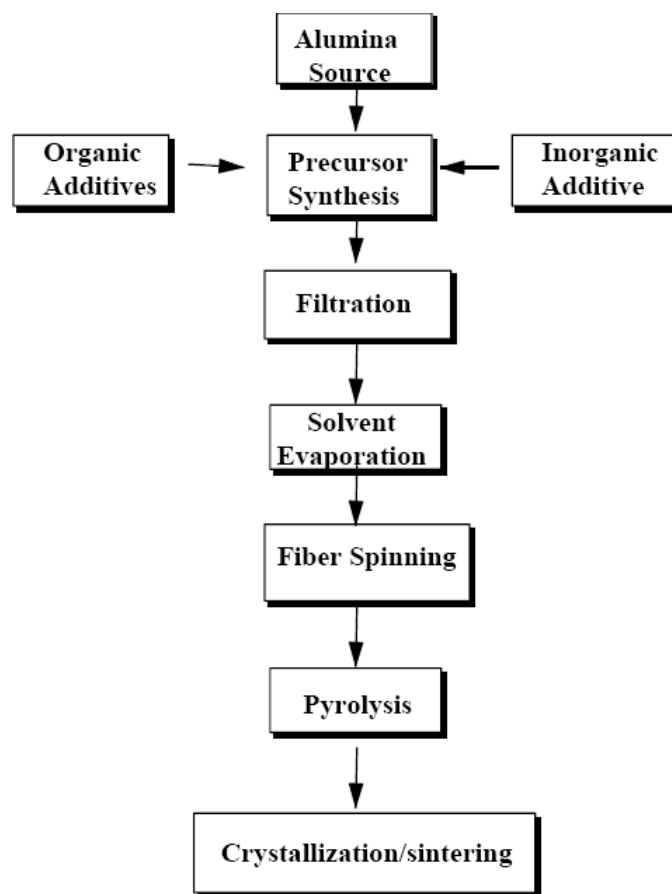 Alumina
Source
Organic
Additives
Precursor
Synthesis
Inorganic
Additive
Filtration
Solvent
Evaporation
Fiber Spinning
Pyrolysis
Crystallization/sintering